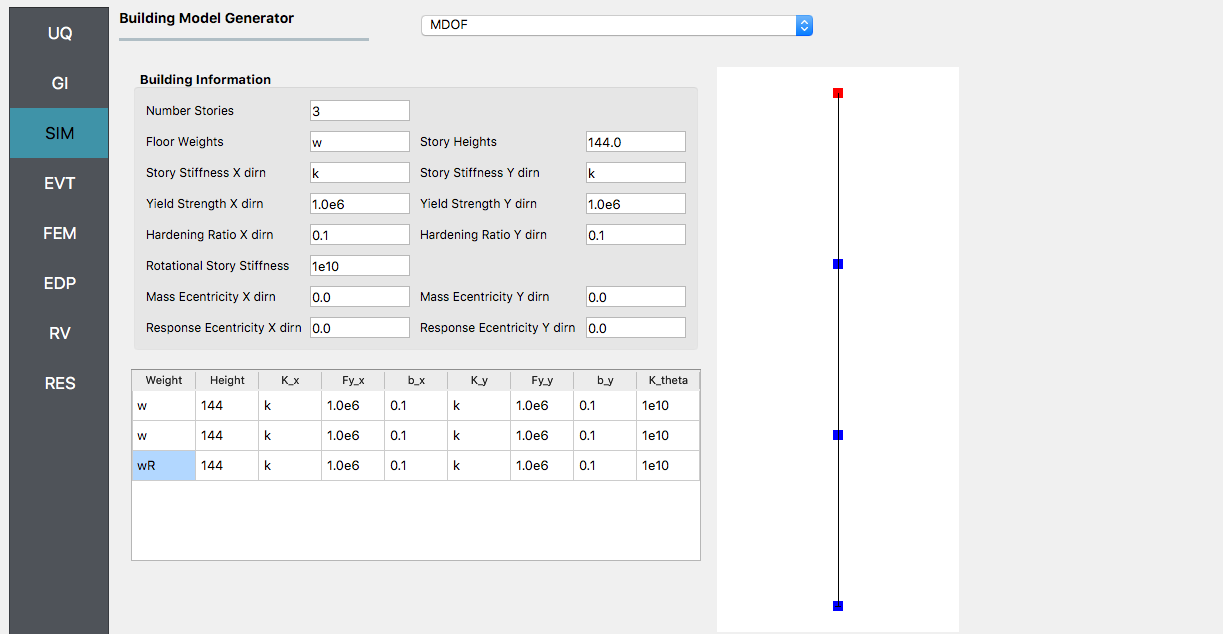 UQ
GI
SIM
EVT
FEM
EDP
RV
RES
Building Model Generator
MDOF
Building Information
Number Stories 3
Floor Weights w Story Heights 144.0
Story Stiffness X dirn k Story Stiffness Y dirn k
Yield Strength X dirn 1.0e6 Yield Strength Y dirn 1.0e6
Hardening Ratio X dirn 0.1 Hardening Ratio Y dirn 0.1
Rotational Story Stiffness 1e10
Mass Ecentricity X dirn 0.0 Mass Ecentricity Y dirn 0.0
Response Ecentricity X dirn 0.0 Response Ecentricity Y dirn 0.0
Weight Height K_x Fy_x b_x K_y Fy_y b_y K_theta
w 144 k 1.0e6 0.1 k 1.0e6 0.1 1e10
w 144 k 1.0e6 0.1 k 1.0e6 0.1 1e10
wR 144 k 1.0e6 0.1 k 1.0e6 0.1 1e10